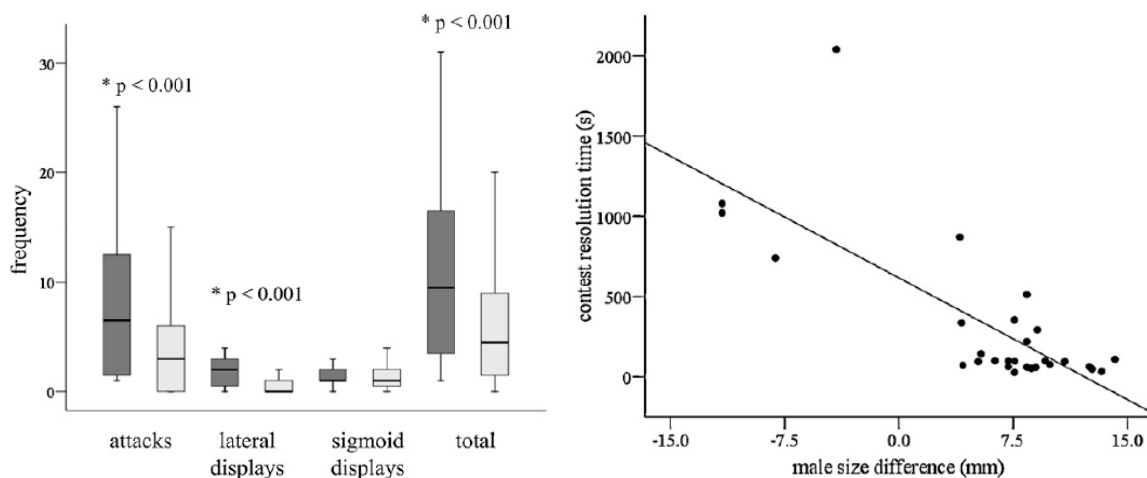 * p < 0.001
30
* p < 0.001
20
* p < 0.001
10
0
frequency
attacks
lateral displays
sigmoid displays
total
2000
1500
1000
500
0
contest resolution time (s)
-15.0
-7.5
0.0
7.5
15.0
male size difference (mm)